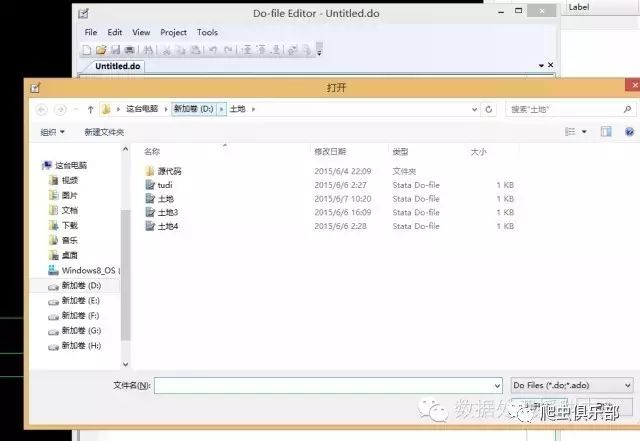 Do-file Editor - Untitled.do
Label
File Edit View Project Tools
Untitled.do
打开
这台电脑 新加卷 (D:) 土地
搜索"土地"
组织 新建文件夹
名称 修改日期 类型 大小
源代码 2015/6/4 22:09 文件夹
tudi 2015/6/6 2:27 Stata Do-file 1 KB
土地 2015/6/7 10:20 Stata Do-file 1 KB
土地3 2015/6/6 16:09 Stata Do-file 1 KB
土地4 2015/6/6 2:28 Stata Do-file 1 KB
这台电脑
视频
图片
文档
下载
音乐
桌面
Windows8_OS (
新加卷 (D:)
新加卷 (E:)
新加卷 (F:)
新加卷 (G:)
新加卷 (H:)
文件名(N):
Do Files (*.do;*.ado)
数据处
爬虫俱乐部